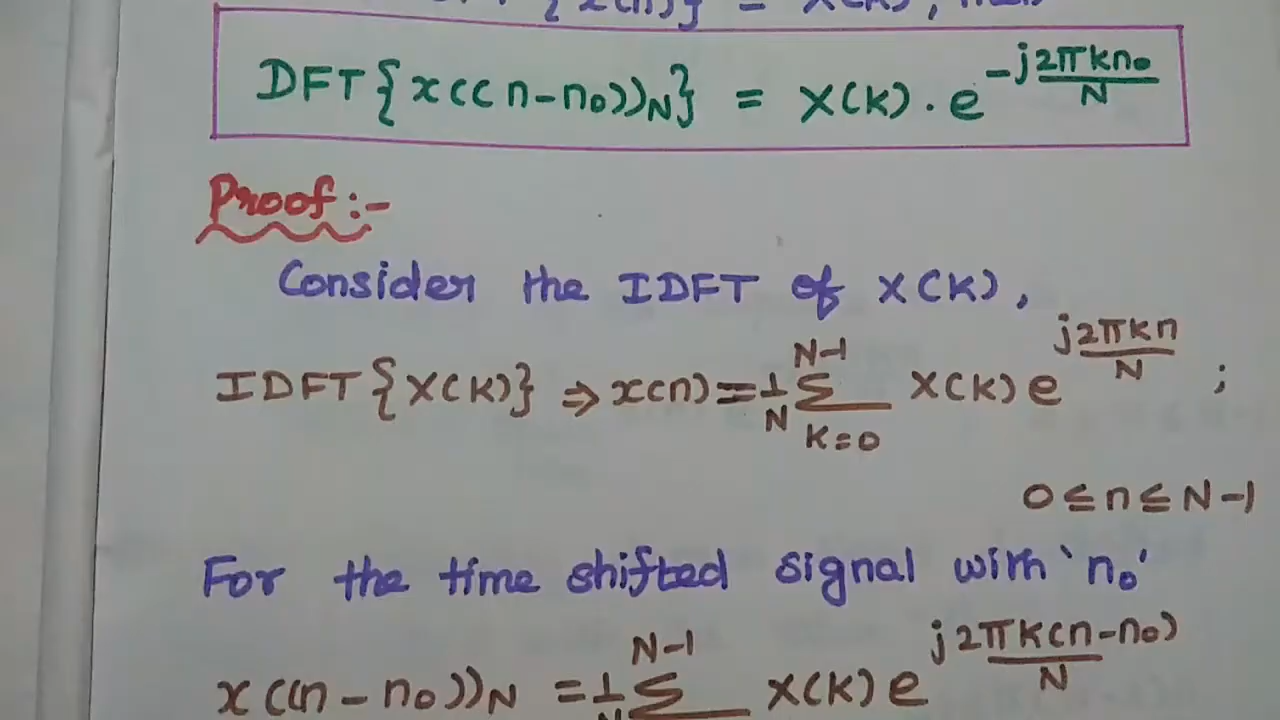 {x(n)} = X(K), then
DFT{x((n-n₀))N} = X(K).e^(-j2πkn₀/N)
Proof:-
Consider the IDFT of X(K),
IDFT{X(K)} ⇒ x(n) = 1/N Σ_{K=0}^{N-1} X(K) e^(j2πkn/N) ;
0 ≤ n ≤ N-1
For the time shifted signal with 'n₀'
x((n-n₀))N = 1/N Σ^{N-1} X(K) e^(j2πK(n-n₀)/N)